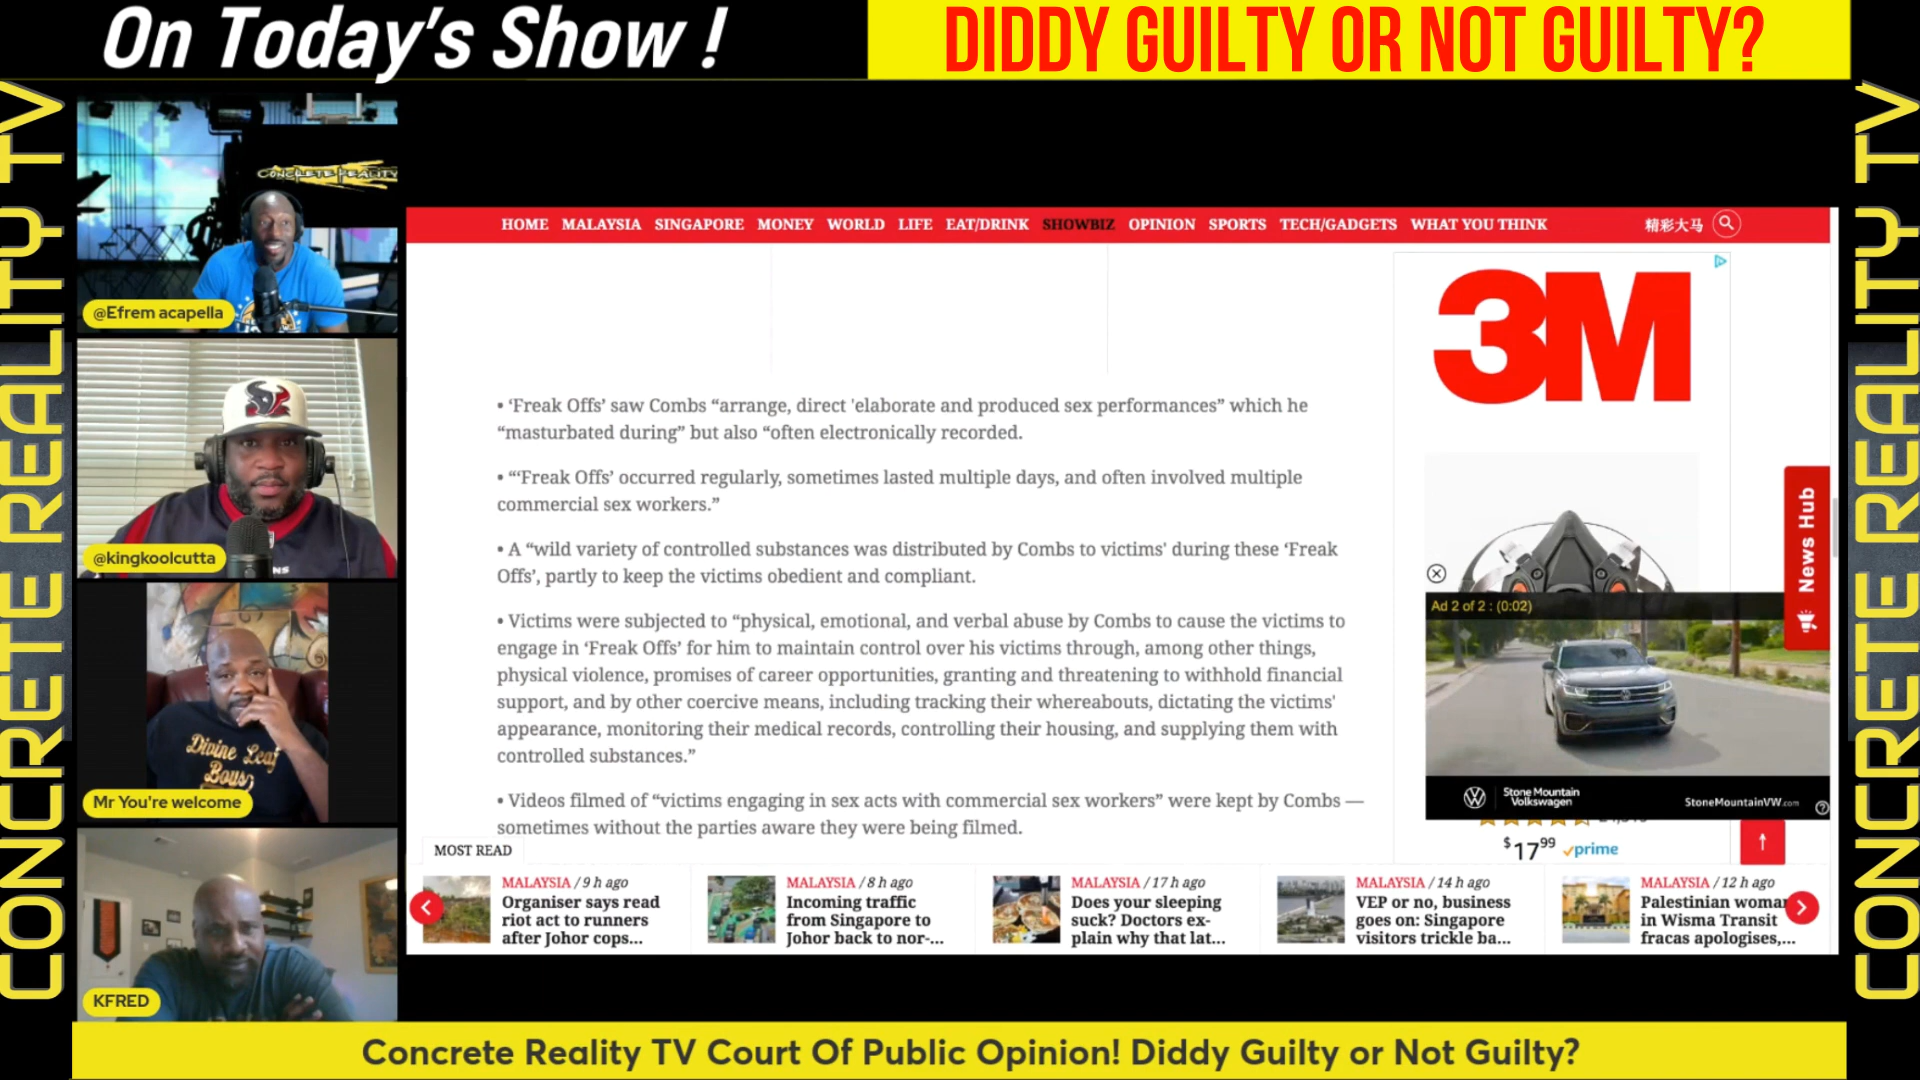 On Today's Show !
DIDDY GUILTY OR NOT GUILTY?
CONCRETE REALITY TV
CONCRETE REALITY TV
CONCRETE REALITY
@Efrem acapella
@kingkoolcutta
NS
Divine Leaf
Boys
Mr You're welcome
KFRED
HOME MALAYSIA SINGAPORE MONEY WORLD LIFE EAT/DRINK SHOWBIZ OPINION SPORTS TECH/GADGETS WHAT YOU THINK 精彩大马
• ‘Freak Offs’ saw Combs “arrange, direct 'elaborate and produced sex performances” which he
“masturbated during” but also “often electronically recorded.
• “‘Freak Offs’ occurred regularly, sometimes lasted multiple days, and often involved multiple
commercial sex workers.”
• A “wild variety of controlled substances was distributed by Combs to victims' during these ‘Freak
Offs’, partly to keep the victims obedient and compliant.
• Victims were subjected to “physical, emotional, and verbal abuse by Combs to cause the victims to
engage in ‘Freak Offs’ for him to maintain control over his victims through, among other things,
physical violence, promises of career opportunities, granting and threatening to withhold financial
support, and by other coercive means, including tracking their whereabouts, dictating the victims'
appearance, monitoring their medical records, controlling their housing, and supplying them with
controlled substances.”
• Videos filmed of “victims engaging in sex acts with commercial sex workers” were kept by Combs —
sometimes without the parties aware they were being filmed.
3M
News Hub
Ad 2 of 2 : (0:02)
Stone Mountain
Volkswagen
StoneMountainVW.com
$1799 prime
MOST READ
MALAYSIA / 9 h ago
Organiser says read
riot act to runners
after Johor cops...
MALAYSIA / 8 h ago
Incoming traffic
from Singapore to
Johor back to nor-...
MALAYSIA / 17 h ago
Does your sleeping
suck? Doctors ex-
plain why that lat...
MALAYSIA / 14 h ago
VEP or no, business
goes on: Singapore
visitors trickle ba...
MALAYSIA / 12 h ago
Palestinian woman
in Wisma Transit
fracas apologises,...
Concrete Reality TV Court Of Public Opinion! Diddy Guilty or Not Guilty?